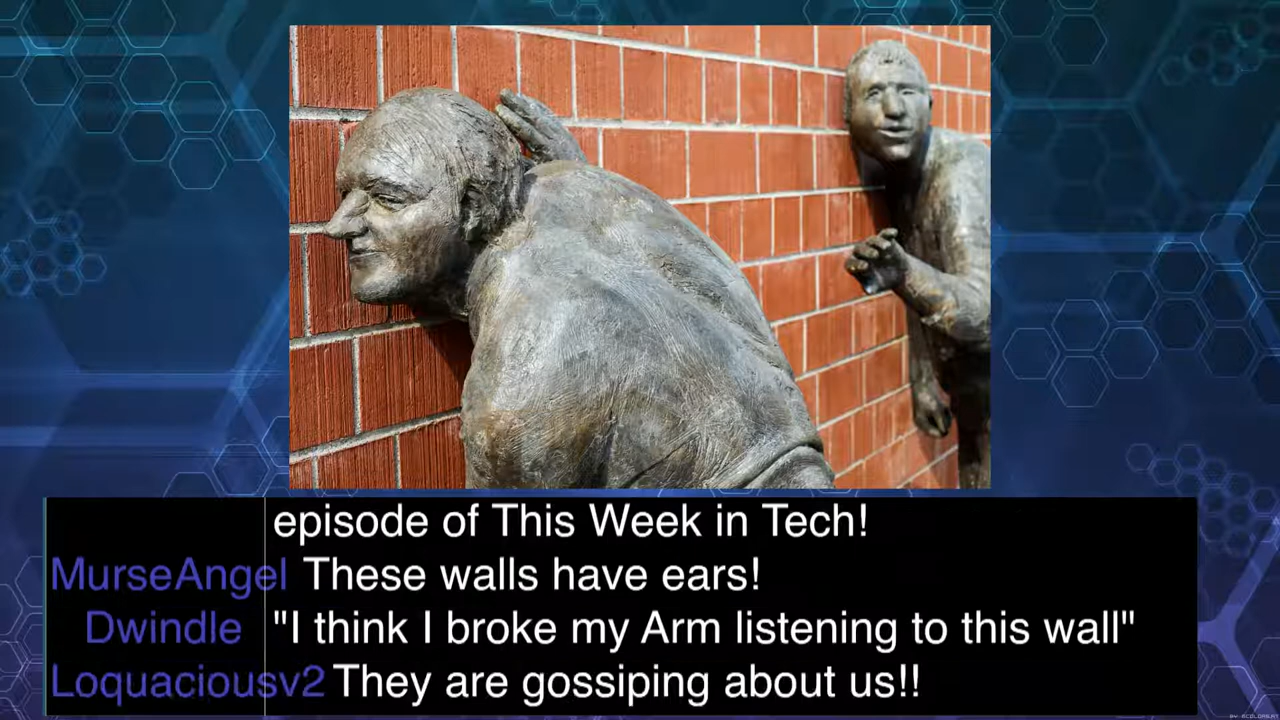 episode of This Week in Tech!
MurseAngel These walls have ears!
Dwindle "I think I broke my Arm listening to this wall"
Loquaciousv2 They are gossiping about us!!